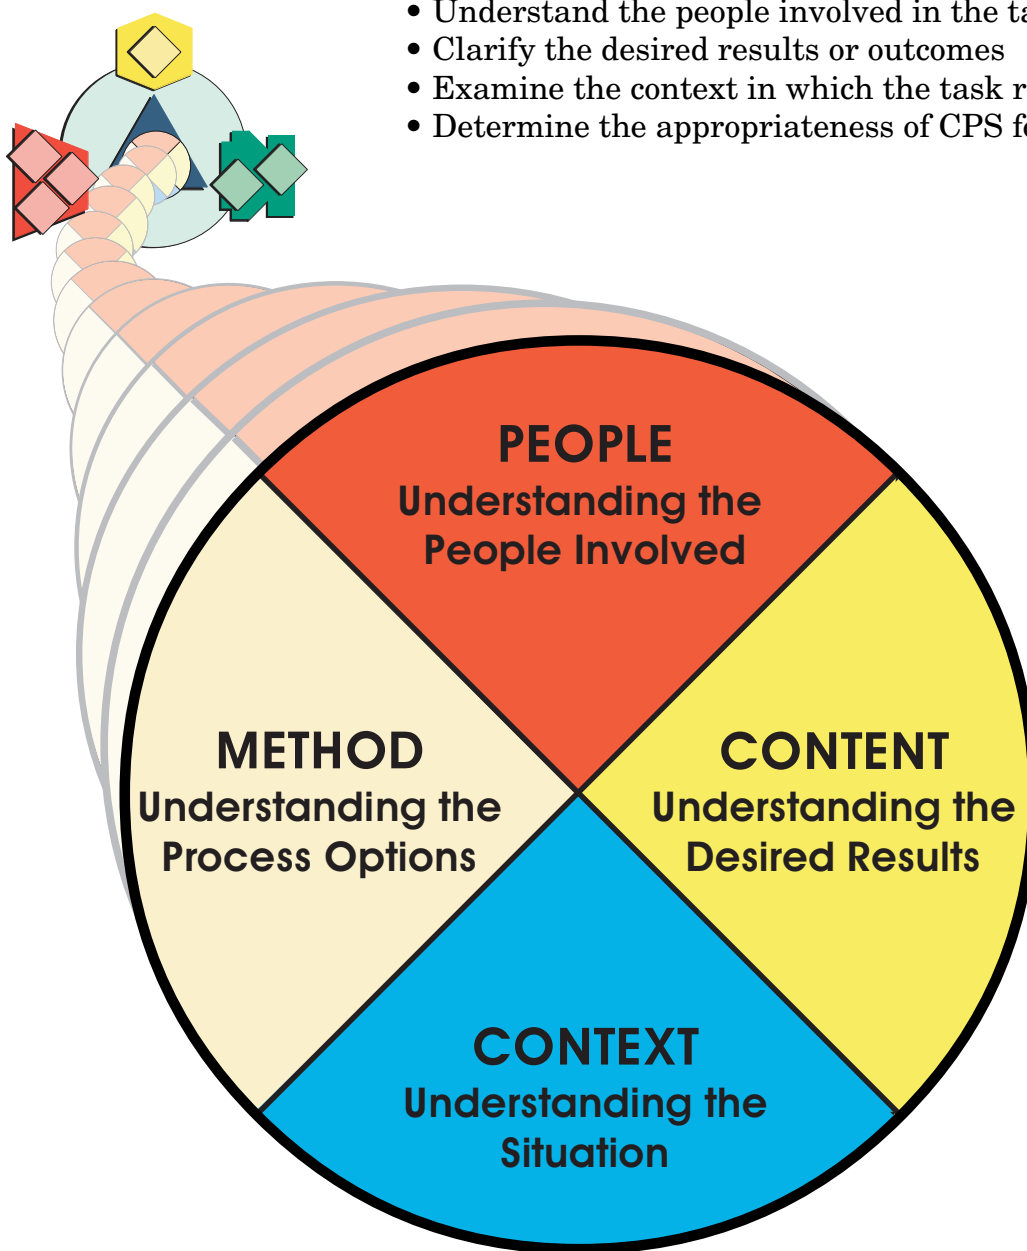 • Understand the people involved in the
• Clarify the desired results or outcomes
• Examine the context in which the task
• Determine the appropriateness of CPS
PEOPLE
Understanding the
People Involved
METHOD
Understanding the
Process Options
CONTENT
Understanding the
Desired Results
CONTEXT
Understanding the
Situation